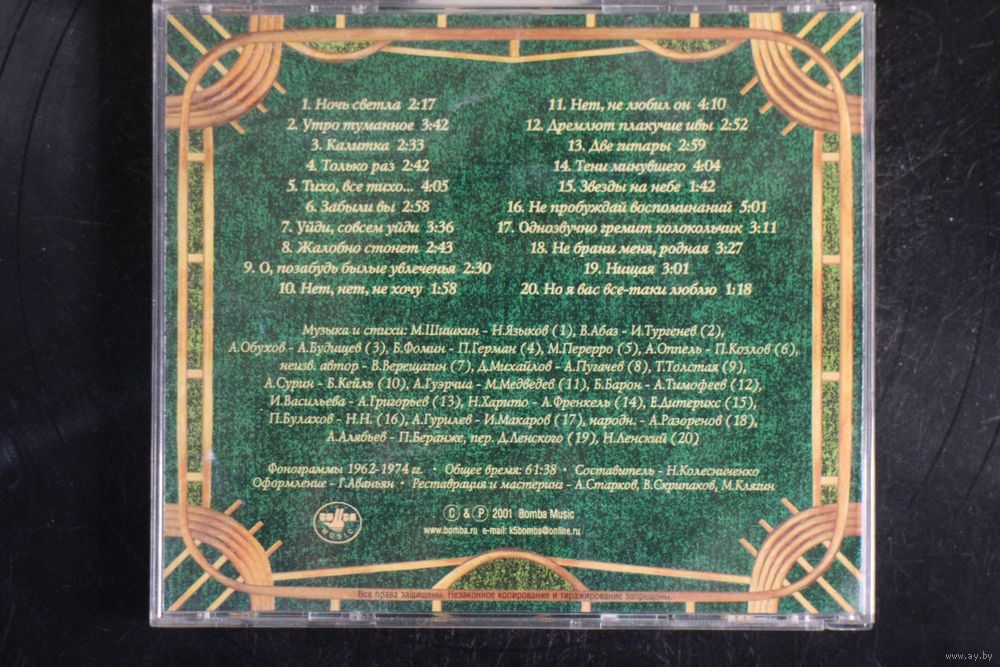 1. Ночь светла 2:17
2. Утро туманное 3:42
3. Калитка 2:33
4. Только раз 2:42
5. Тихо, все тихо... 4:05
6. Забыли вы 2:58
7. Уйди, совсем уйди 3:36
8. Жалобно стонет 2:43
9. О, позабудь былые увлеченья 2:30
10. Нет, нет, не хочу 1:58
11. Нет, не любил он 4:10
12. Дремлют плакучие ивы 2:52
13. Две гитары 2:59
14. Тени минувшего 4:04
15. Звезды на небе 1:42
16. Не пробуждай воспоминаний 5:01
17. Однозвучно гремит колокольчик 3:11
18. Не брани меня, родная 3:27
19. Нищая 3:01
20. Но я вас все-таки люблю 1:18
Музыка и стихи: М.Шишкин - Н.Языков (1), В.Абаз - И.Тургенев (2),
А.Обухов - А.Будищев (3), Б.Фомин - П.Герман (4), М.Перерро (5), А.Оппель - П.Козлов (6),
неизв. автор - В.Верещагин (7), Д.Михайлов - А.Пугачев (8), Т.Толстая (9),
А.Сурин - Б.Кейль (10), А.Гуэрчиа - М.Медведев (11), Б.Барон - А.Тимофеев (12),
И.Васильева - А.Григорьев (13), Н.Харито - А.Френкель (14), Е.Дитерикс (15),
П.Булахов - Н.Н. (16), А.Гурилев - И.Макаров (17), народн. - А.Разоренов (18),
А.Алябьев - П.Беранже, пер. Д.Ленского (19), Н.Ленский (20)
Фонограммы 1962-1974 гг. • Общее время: 61:38 • Составитель - Н.Колесниченко
Оформление - Г.Аваньян • Реставрация и мастеринг - А.Старков, В.Скрипаков, М.Клягин
БОМБА MUSIC
© & ℗ 2001 Bomba Music
www.bomba.ru e-mail: k5bomba@online.ru
Все права защищены. Незаконное копирование и тиражирование запрещены.
www.ay.by